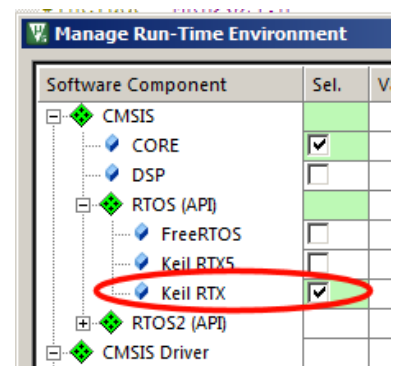 Manage Run-Time Environment
Software Component Sel.
CMSIS
CORE
DSP
RTOS (API)
FreeRTOS
Keil RTX5
Keil RTX
RTOS2 (API)
CMSIS Driver